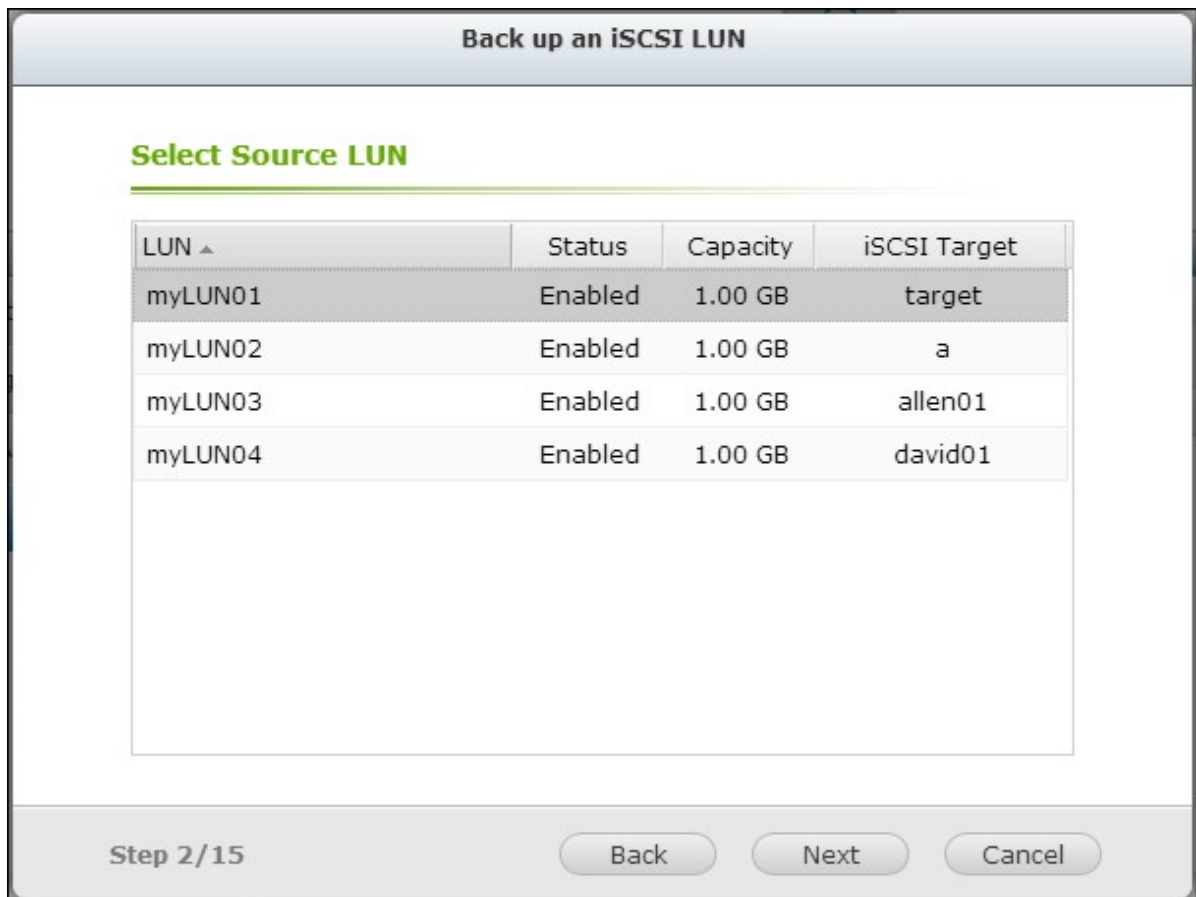 Back up an iSCSI LUN
Select Source LUN
LUN Status Capacity iSCSI Target
myLUN01 Enabled 1.00 GB target
myLUN02 Enabled 1.00 GB a
myLUN03 Enabled 1.00 GB allen01
myLUN04 Enabled 1.00 GB david01
Step 2/15 Back Next Cancel